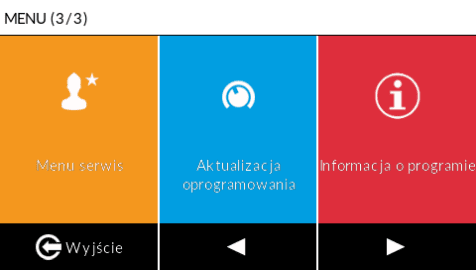 MENU (3/3)
Menu serwis
Aktualizacja
oprogramowania
Informacja o programie
Wyjście